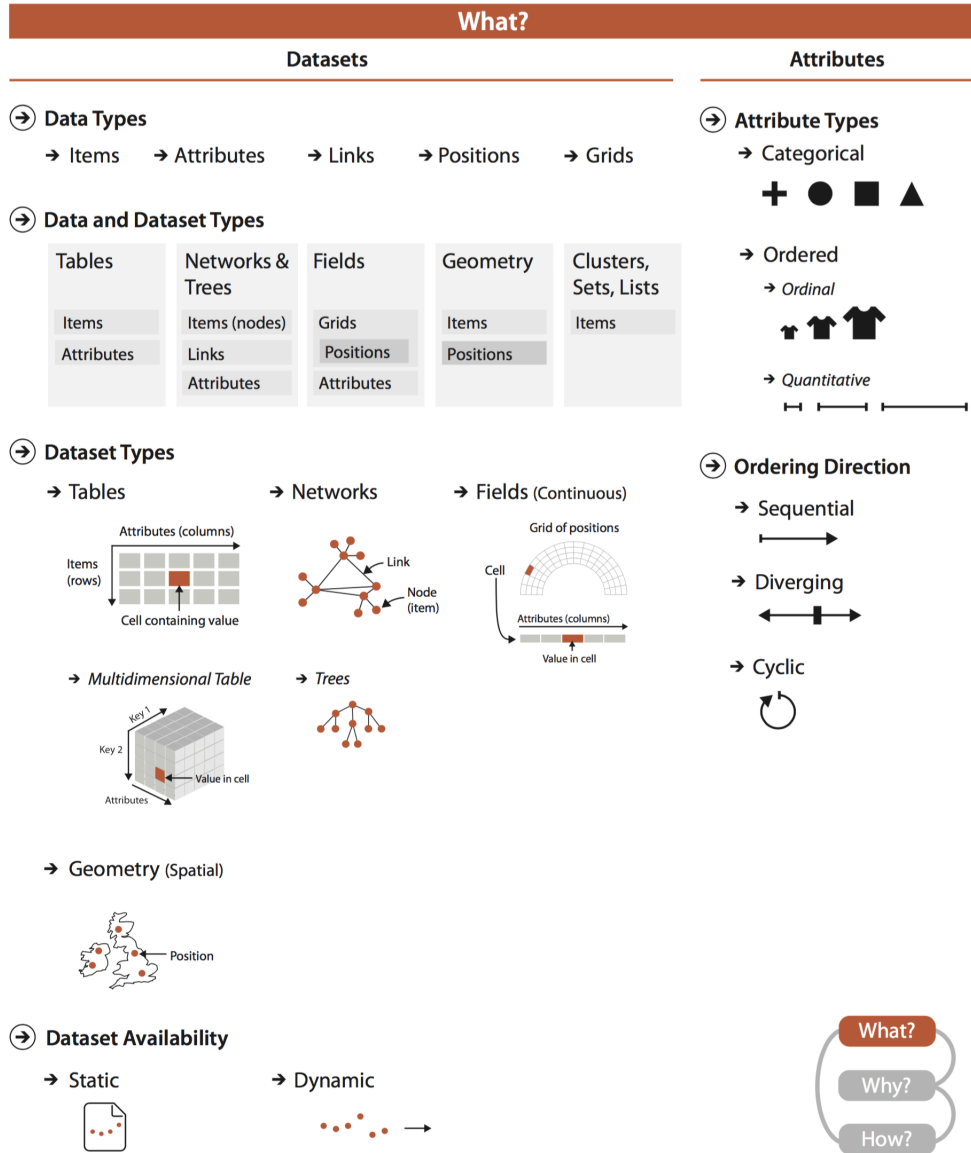 What?
Datasets
Attributes
Data Types
Items
Attributes
Links
Positions
Grids
Data and Dataset Types
Tables
Items
Attributes
Networks &
Trees
Items (nodes)
Links
Attributes
Fields
Grids
Positions
Attributes
Geometry
Items
Positions
Clusters,
Sets, Lists
Items
Dataset Types
Tables
Attributes (columns)
Items
(rows)
Cell containing value
Networks
Link
Node
(item)
Fields (Continuous)
Grid of positions
Cell
Attributes (columns)
Value in cell
Multidimensional Table
Key 1
Key 2
Value in cell
Attributes
Trees
Geometry (Spatial)
Position
Dataset Availability
Static
Dynamic
Attribute Types
Categorical
Ordered
Ordinal
Quantitative
Ordering Direction
Sequential
Diverging
Cyclic
What?
Why?
How?